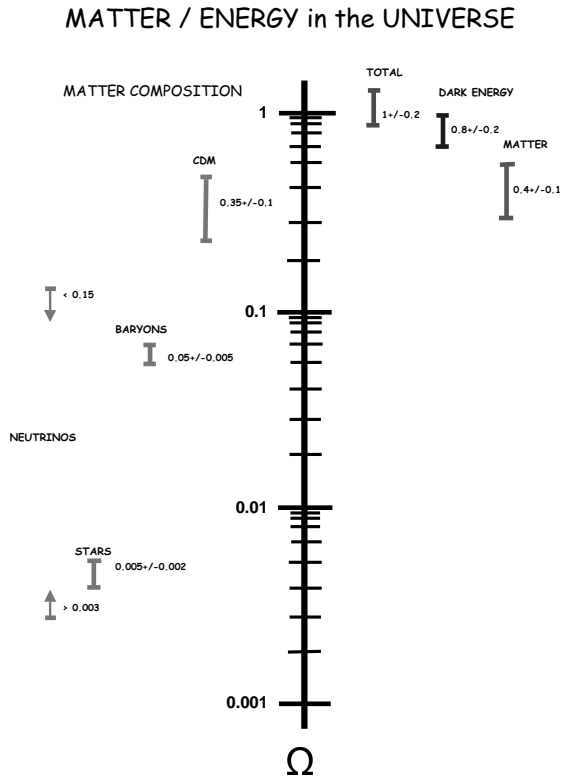 MATTER / ENERGY in the UNIVERSE
TOTAL
MATTER COMPOSITION
DARK ENERGY
1
1+/-0.2
0.8+/-0.2
MATTER
CDM
0.4+/-0.1
0.35+/-0.1
< 0.15
0.1
BARYONS
0.05+/-0.005
NEUTRINOS
0.01
STARS
0.005+/-0.002
> 0.003
0.001
Ω